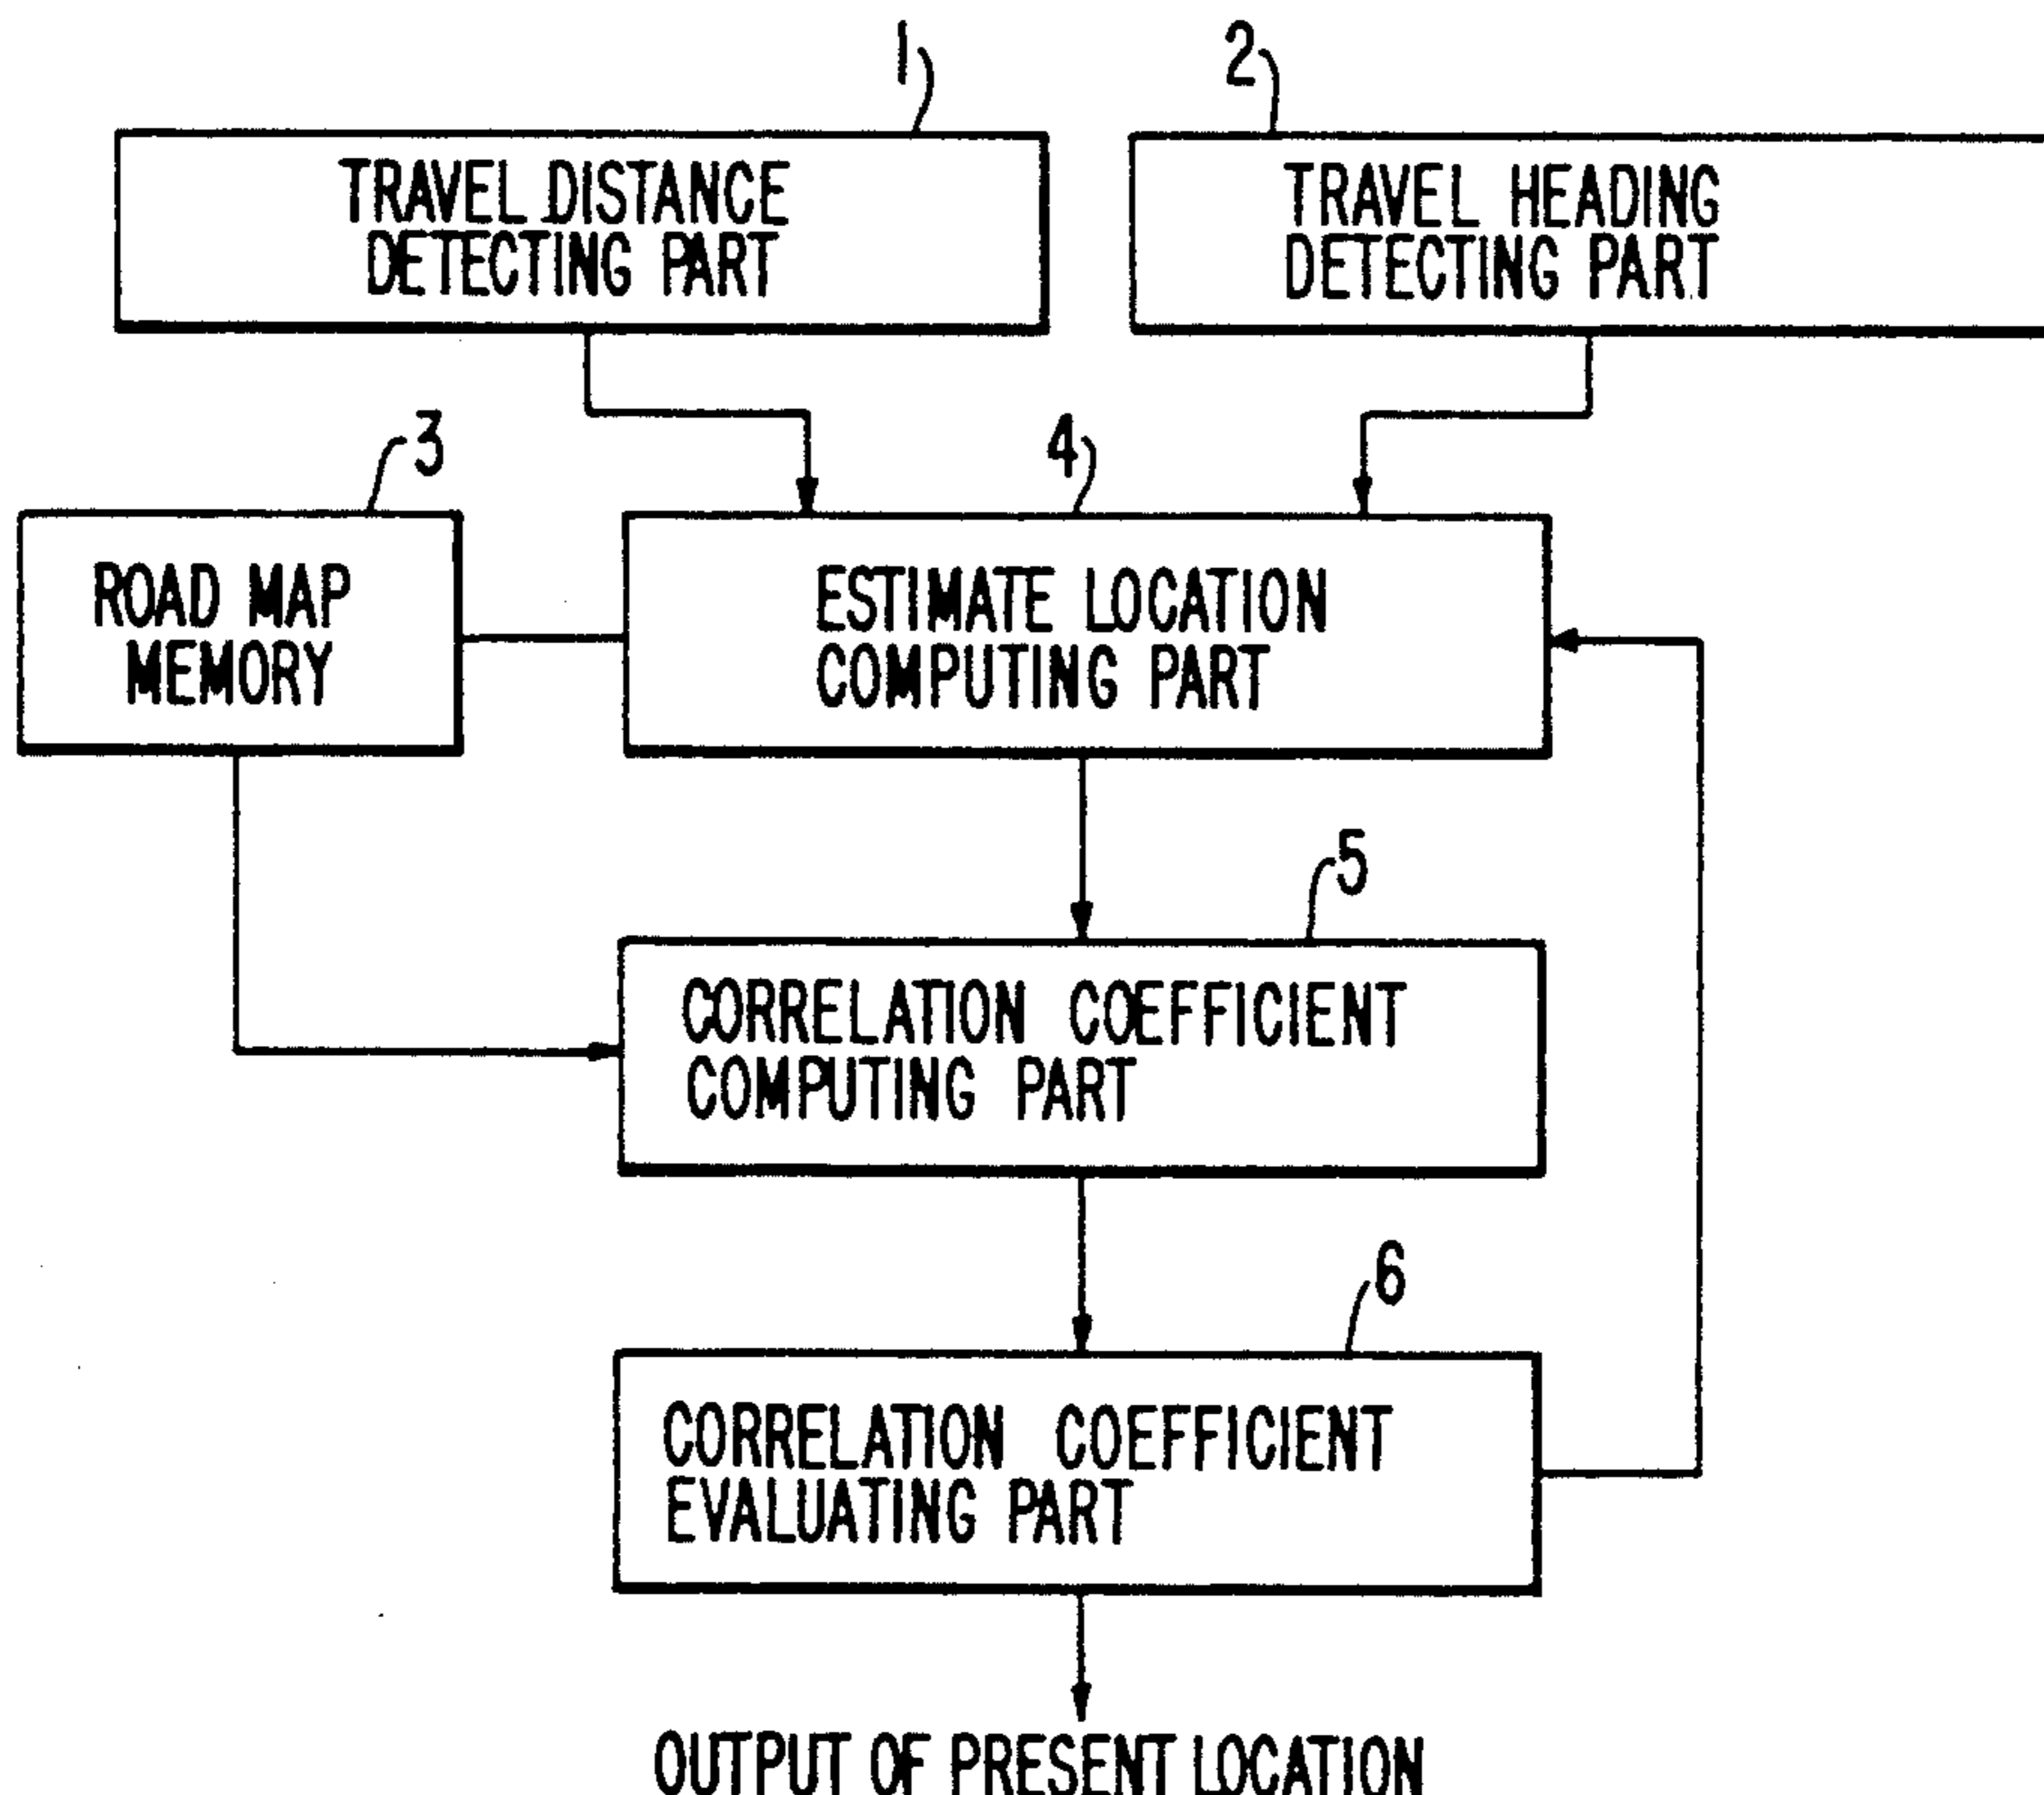 1
2
TRAVEL DISTANCE
DETECTING PART
TRAVEL HEADING
DETECTING PART
3
4
ROAD MAP
MEMORY
ESTIMATE LOCATION
COMPUTING PART
5
CORRELATION COEFFICIENT
COMPUTING PART
6
CORRELATION COEFFICIENT
EVALUATING PART
OUTPUT OF PRESENT LOCATION